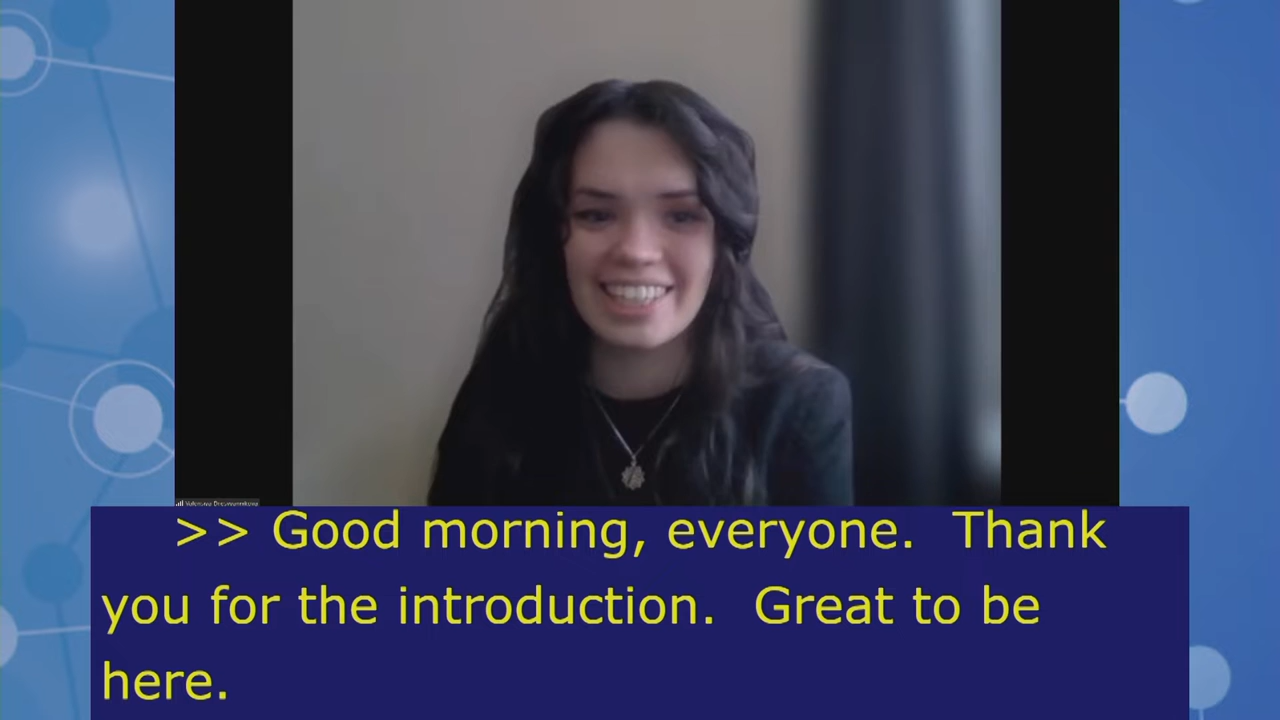 >> Good morning, everyone.  Thank
you for the introduction.  Great to be
here.